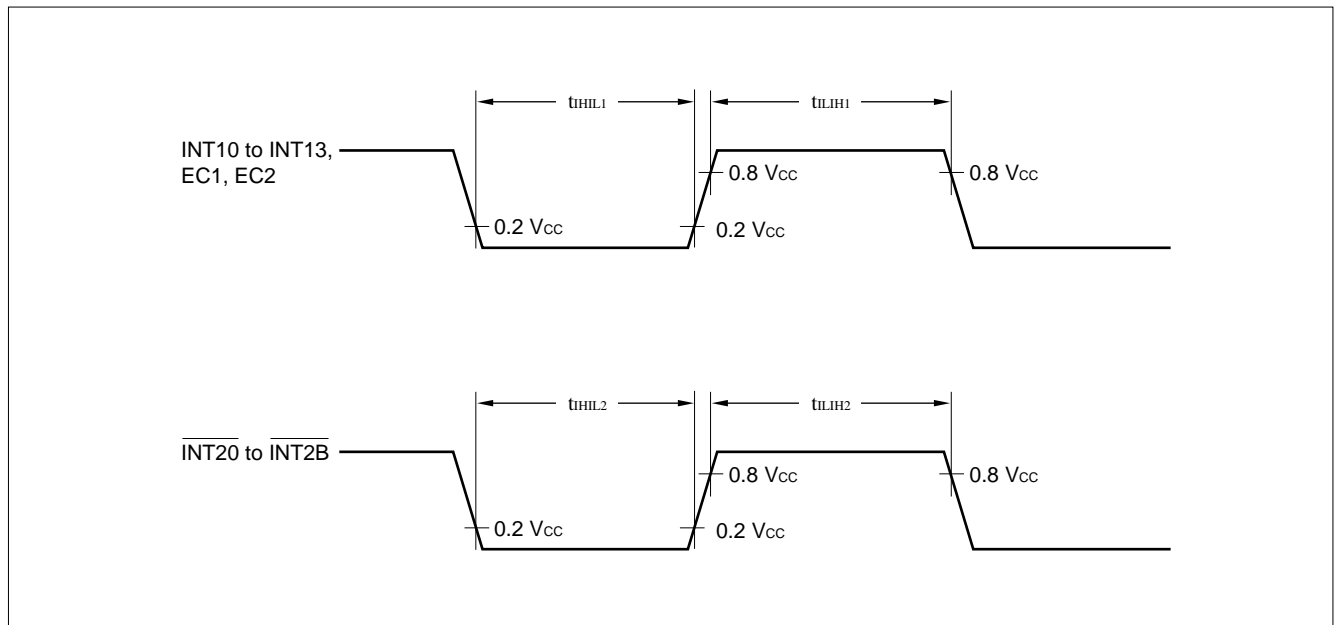 tIHIL1
tILIH1
INT10 to INT13,
EC1, EC2
0.8 VCC
0.8 VCC
0.2 VCC
0.2 VCC
tIHIL2
tILIH2
INT20 to INT2B
0.8 VCC
0.8 VCC
0.2 VCC
0.2 VCC